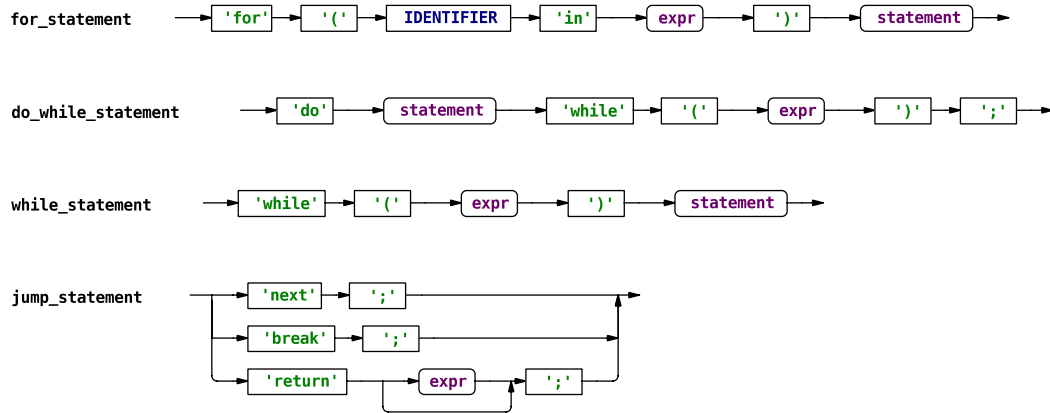 for_statement 'for' '(' IDENTIFIER 'in' expr ')' statement
do_while_statement 'do' statement 'while' '(' expr ')' ';'
while_statement 'while' '(' expr ')' statement
jump_statement 'next' ';'
'break' ';'
'return' expr ';'